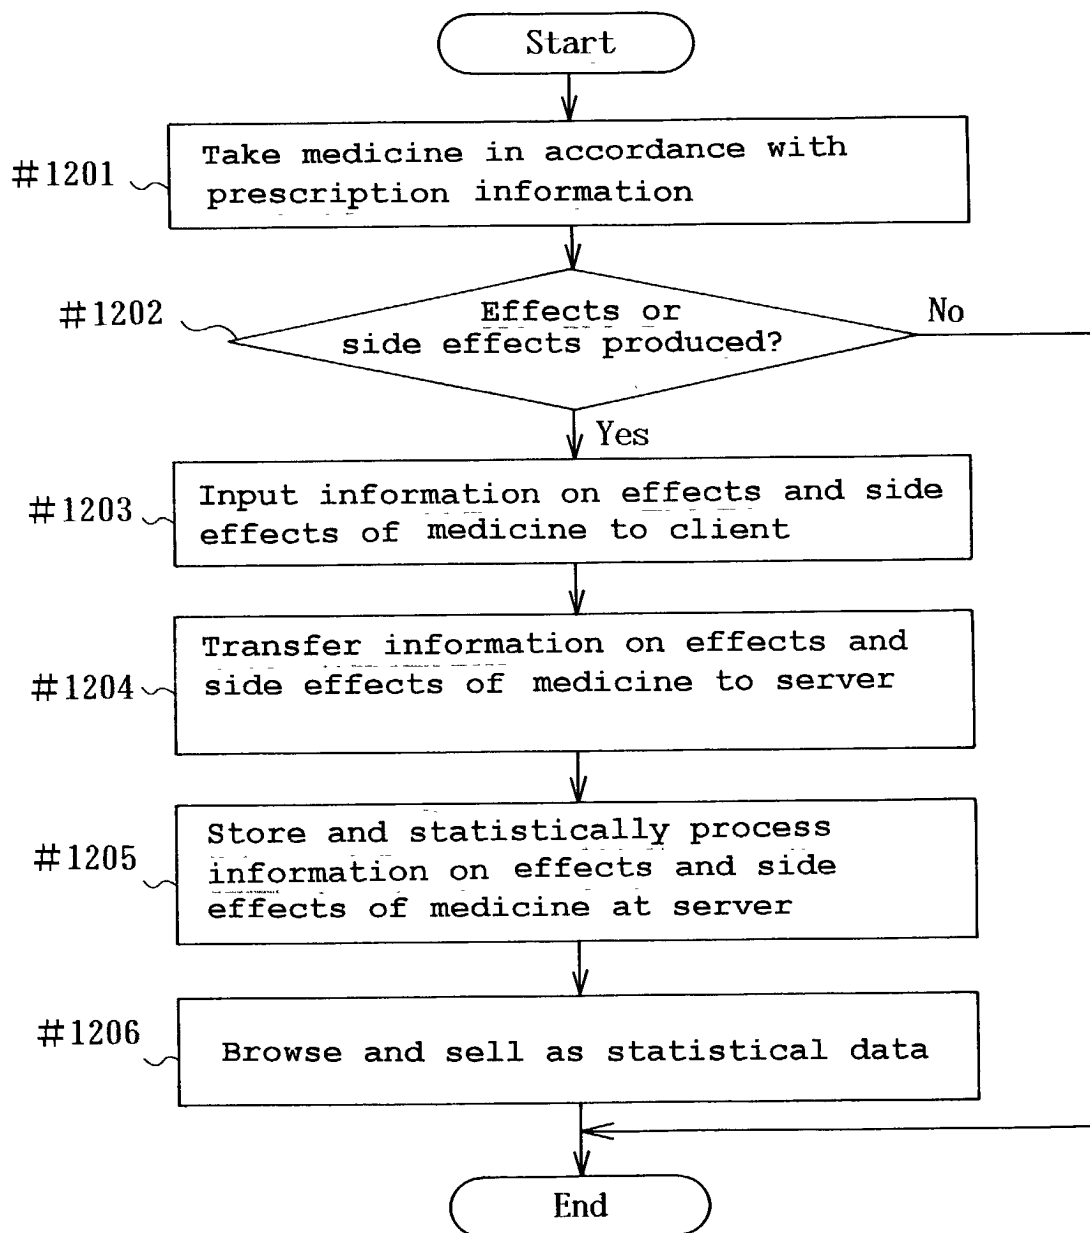 Start
#1201
Take medicine in accordance with
prescription information
#1202
Effects or
side effects produced?
No
Yes
#1203
Input information on effects and side
effects of medicine to client
#1204
Transfer information on effects and
side effects of medicine to server
#1205
Store and statistically process
information on effects and side
effects of medicine at server
#1206
Browse and sell as statistical data
End